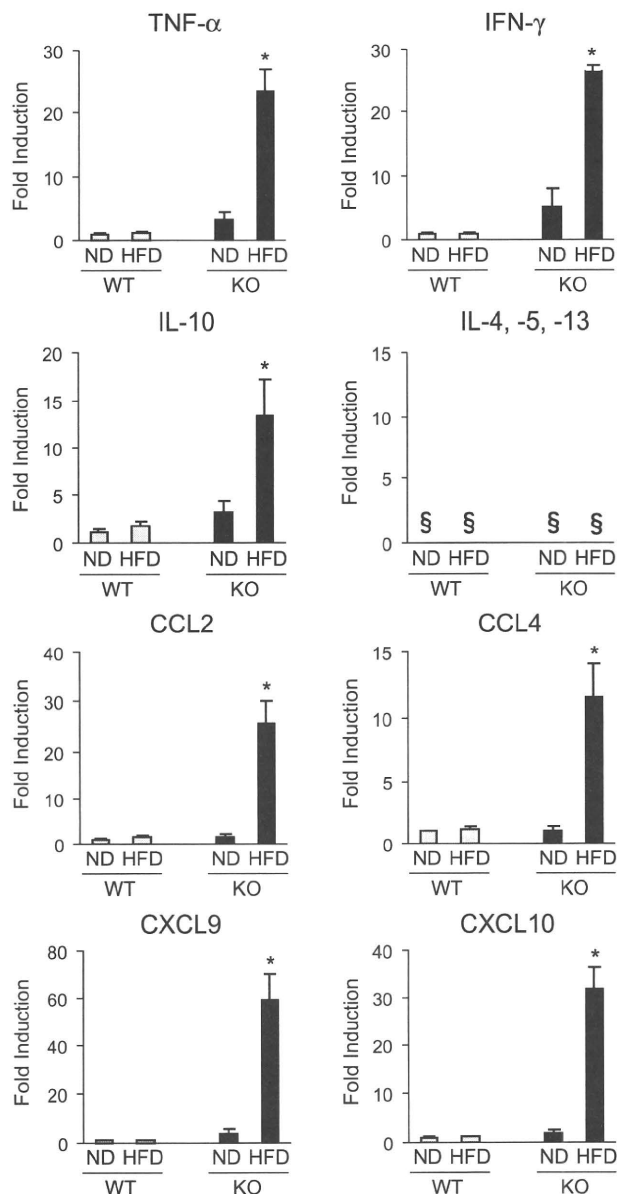 TNF-α
IFN-γ
Fold Induction
30
20
10
0
*
ND HFD
WT
ND HFD
KO
Fold Induction
30
20
10
0
*
ND HFD
WT
ND HFD
KO
IL-10
IL-4, -5, -13
Fold Induction
20
15
10
5
0
*
ND HFD
WT
ND HFD
KO
Fold Induction
15
10
5
0
§ § § §
ND HFD
WT
ND HFD
KO
CCL2
CCL4
Fold Induction
40
30
20
10
0
*
ND HFD
WT
ND HFD
KO
Fold Induction
15
10
5
0
*
ND HFD
WT
ND HFD
KO
CXCL9
CXCL10
Fold Induction
80
60
40
20
0
*
ND HFD
WT
ND HFD
KO
Fold Induction
40
30
20
10
0
*
ND HFD
WT
ND HFD
KO